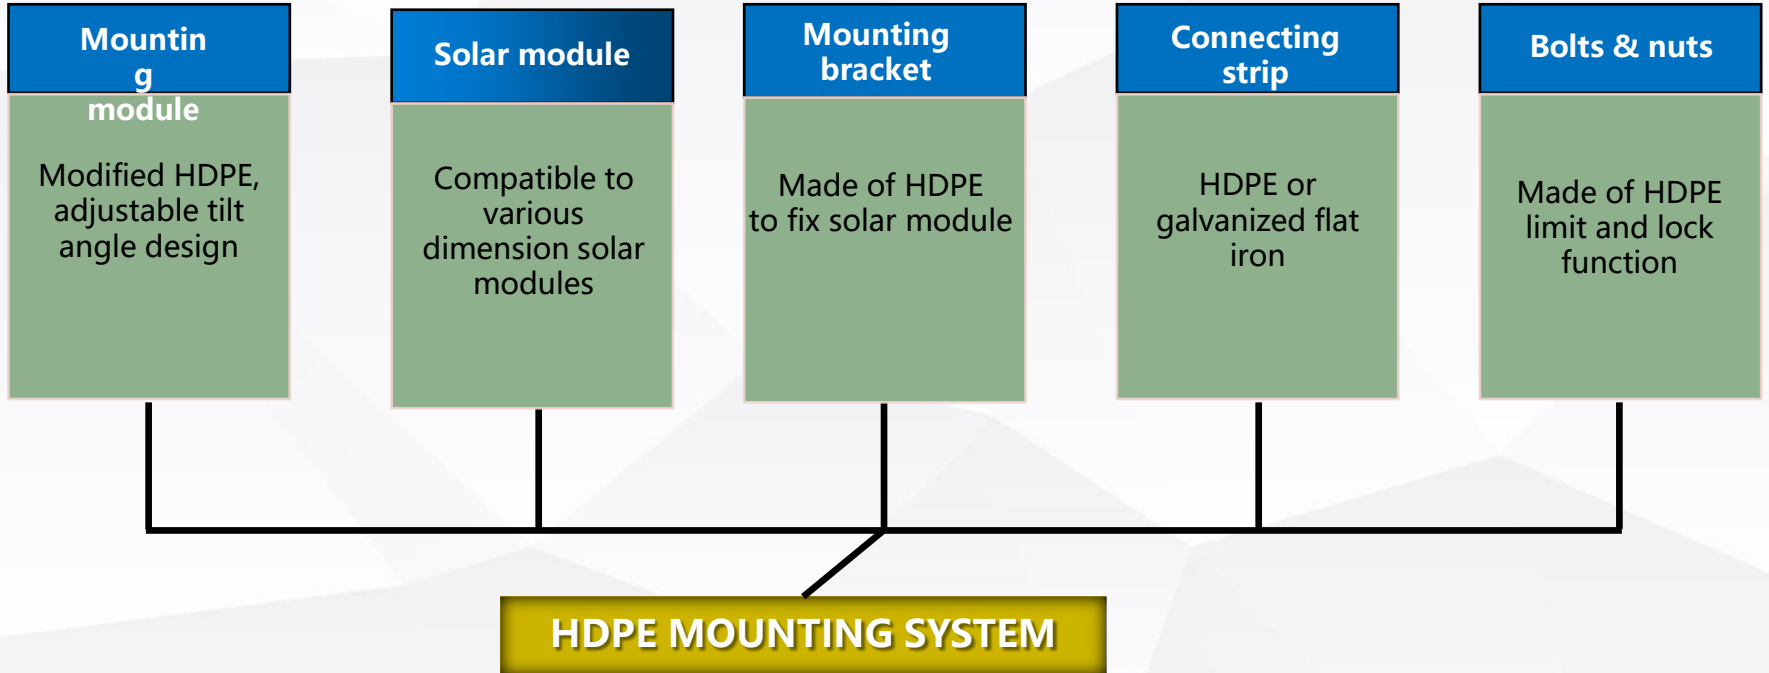 Mountin
g
module
Modified HDPE,
adjustable tilt
angle design
Solar module
Compatible to
various
dimension solar
modules
Mounting
bracket
Made of HDPE
to fix solar module
Connecting
strip
HDPE or
galvanized flat
iron
Bolts & nuts
Made of HDPE
limit and lock
function
HDPE MOUNTING SYSTEM